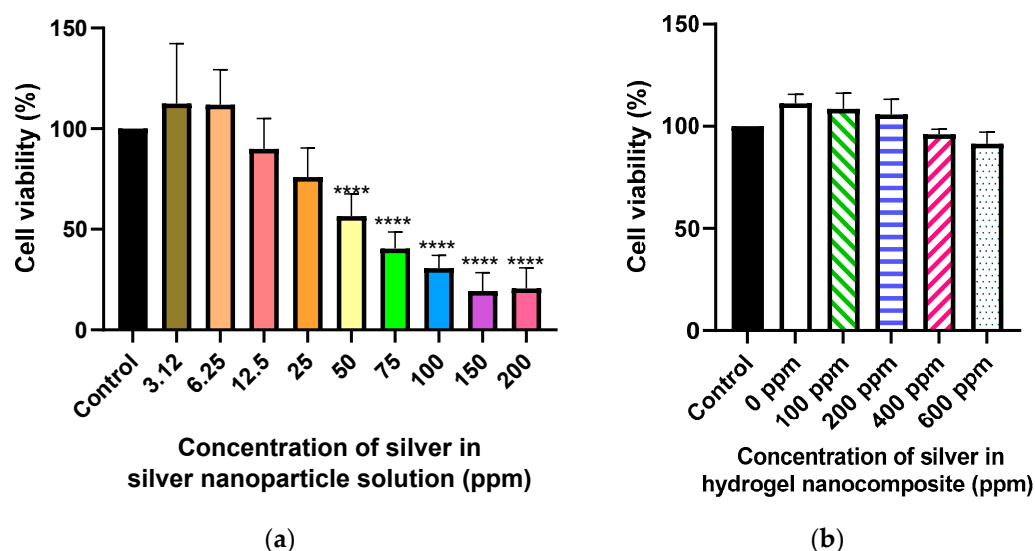 150
100
50
0
Cell viability (%)
****
****
****
****
****
Control
3.12
6.25
12.5
25
50
75
100
150
200
Concentration of silver in
silver nanoparticle solution (ppm)
(a)
150
100
50
0
Cell viability (%)
Control
0 ppm
100 ppm
200 ppm
400 ppm
600 ppm
Concentration of silver in
hydrogel nanocomposite (ppm)
(b)